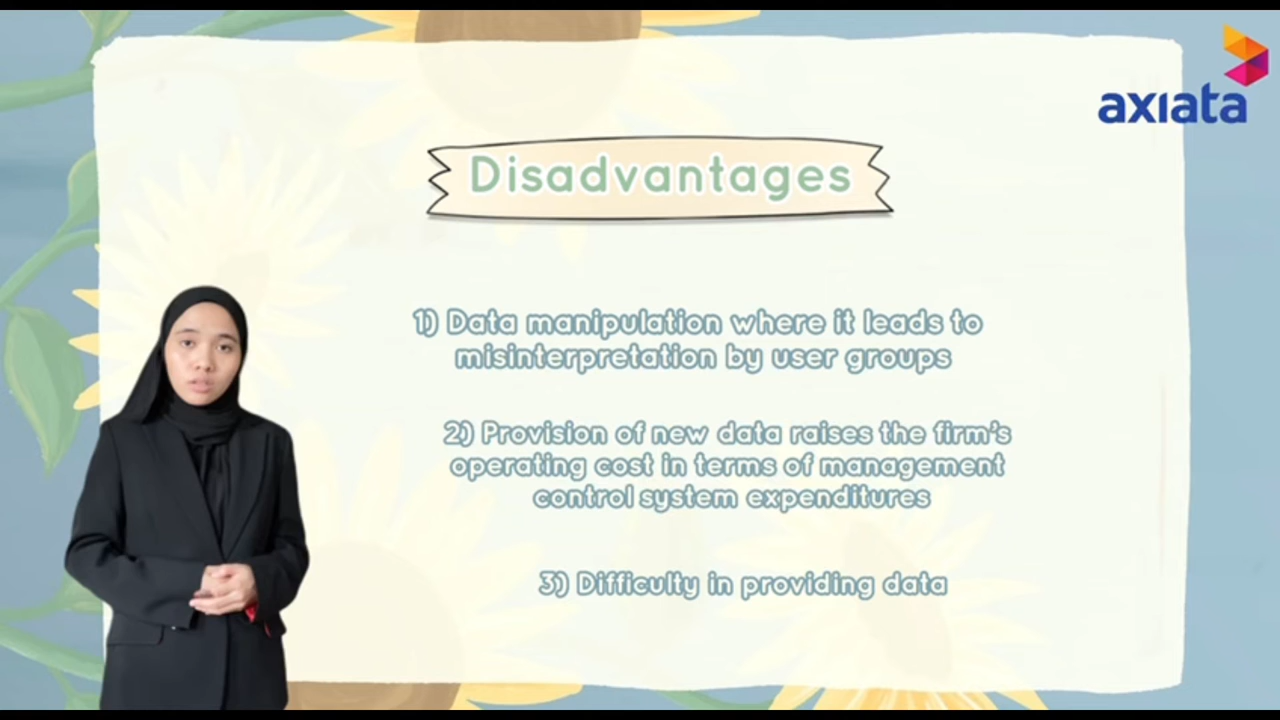 axiata
Disadvantages
1) Data manipulation where it leads to
misinterpretation by user groups
2) Provision of new data raises the firm's
operating cost in terms of management
control system expenditures
3) Difficulty in providing data